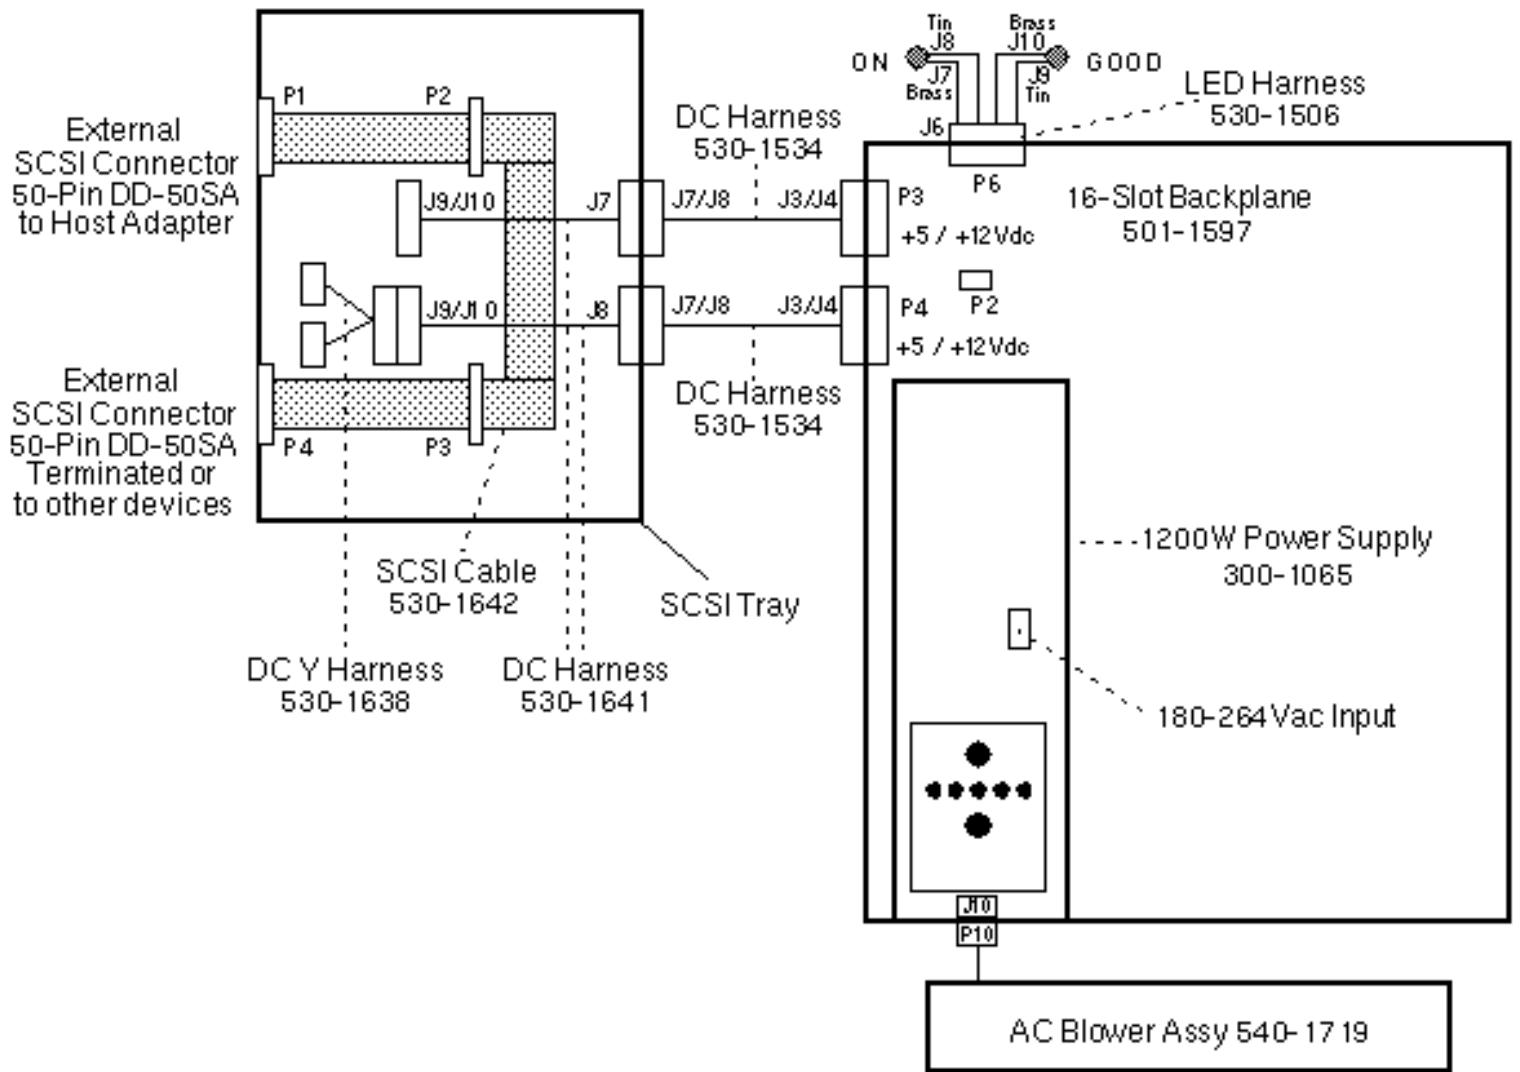 Tin
J8
Brass
J10
ON
GOOD
J7
Brass
J9
Tin
LED Harness
530-1506
P1
P2
External
SCSI Connector
50-Pin DD-50SA
to Host Adapter
DC Harness
530-1534
J6
P6
J9/J10
J7
J7/J8
J3/J4
P3
+5 / +12Vdc
16-Slot Backplane
501-1597
P2
J9/J10
J8
J7/J8
J3/J4
P4
+5 / +12Vdc
External
SCSI Connector
50-Pin DD-50SA
Terminated or
to other devices
P4
P3
DC Harness
530-1534
SCSI Cable
530-1642
SCSI Tray
1200W Power Supply
300-1065
DC Y Harness
530-1638
DC Harness
530-1641
180-264 Vac Input
J10
P10
AC Blower Assy 540-1719